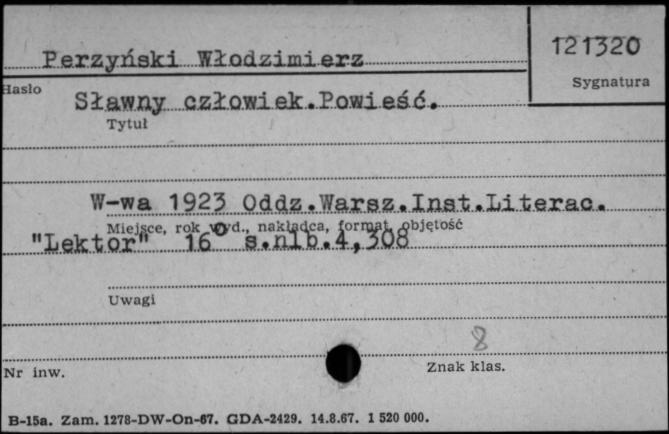 Perzyński Włodzimierz
121320
Hasło
Sygnatura
Sławny człowiek.Powieść.
Tytuł
W-wa 1923 Oddz.Warsz.Inst.Literac.
Miejsce, rok wyd., nakładca, format, objętość
"Lektor" 16° s.nlb.4,308
Uwagi
8
Nr inw.
Znak klas.
B-15a. Zam. 1278-DW-On-67. GDA-2429. 14.8.67. 1 520 000.